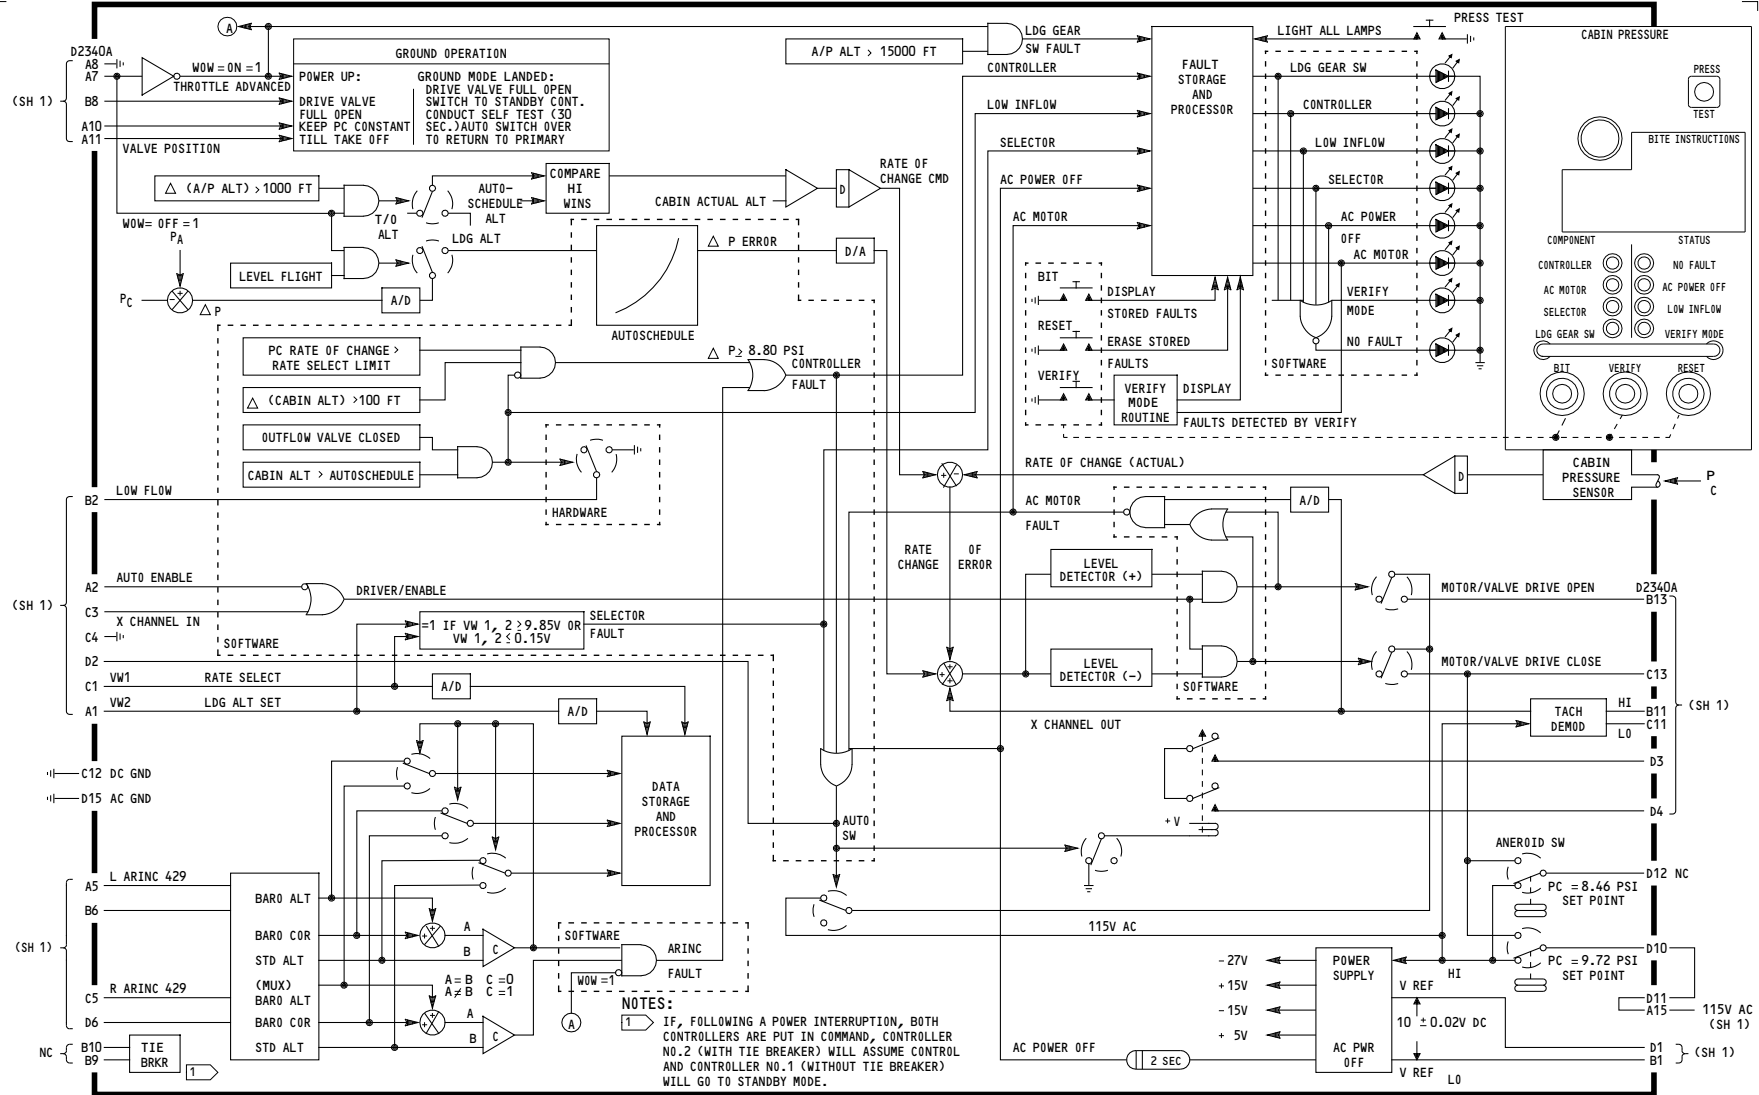 A
LDG GEAR
SW FAULT
A/P ALT > 15000 FT
LIGHT ALL LAMPS
PRESS TEST
CABIN PRESSURE
D2340A
A8
A7
(SH 1)
B8
A10
A11
WOW = ON = 1
THROTTLE ADVANCED
VALVE POSITION
GROUND OPERATION
POWER UP:
DRIVE VALVE
FULL OPEN
KEEP PC CONSTANT
TILL TAKE OFF
GROUND MODE LANDED:
DRIVE VALVE FULL OPEN
SWITCH TO STANDBY CONT.
CONDUCT SELF TEST (30
SEC.)AUTO SWITCH OVER
TO RETURN TO PRIMARY
CONTROLLER
LOW INFLOW
SELECTOR
AC POWER OFF
AC MOTOR
FAULT
STORAGE
AND
PROCESSOR
LDG GEAR SW
CONTROLLER
LOW INFLOW
SELECTOR
AC POWER
OFF
AC MOTOR
VERIFY
MODE
NO FAULT
SOFTWARE
PRESS
TEST
BITE INSTRUCTIONS
COMPONENT
STATUS
CONTROLLER
NO FAULT
AC MOTOR
AC POWER OFF
SELECTOR
LOW INFLOW
LDG GEAR SW
VERIFY MODE
BIT
VERIFY
RESET
△ (A/P ALT) > 1000 FT
WOW= OFF = 1
T/O
ALT
AUTO-
SCHEDULE
ALT
COMPARE
HI
WINS
CABIN ACTUAL ALT
D
RATE OF
CHANGE CMD
LEVEL FLIGHT
LDG ALT
PA
PC
△ P
A/D
△ P ERROR
D/A
AUTOSCHEDULE
BIT
DISPLAY
STORED FAULTS
RESET
ERASE STORED
FAULTS
VERIFY
VERIFY
MODE
ROUTINE
DISPLAY
FAULTS DETECTED BY VERIFY
PC RATE OF CHANGE >
RATE SELECT LIMIT
△ (CABIN ALT) >100 FT
△ P≥ 8.80 PSI
CONTROLLER
FAULT
OUTFLOW VALVE CLOSED
CABIN ALT > AUTOSCHEDULE
HARDWARE
B2
LOW FLOW
RATE OF CHANGE (ACTUAL)
D
CABIN
PRESSURE
SENSOR
P
C
AC MOTOR
FAULT
A/D
RATE OF
CHANGE ERROR
LEVEL
DETECTOR (+)
LEVEL
DETECTOR (-)
SOFTWARE
A2
AUTO ENABLE
(SH 1)
C3
X CHANNEL IN
C4
DRIVER/ENABLE
SOFTWARE
=1 IF VW 1, 2 ≥9.85V OR
VW 1, 2≤0.15V
SELECTOR
FAULT
D2
C1
VW1
RATE SELECT
A/D
A1
VW2
LDG ALT SET
A/D
MOTOR/VALVE DRIVE OPEN
D2340A
B13
MOTOR/VALVE DRIVE CLOSE
C13
TACH
DEMOD
HI
B11
C11
LO
(SH 1)
X CHANNEL OUT
D3
D4
+V
C12 DC GND
D15 AC GND
DATA
STORAGE
AND
PROCESSOR
AUTO
SW
ANEROID SW
D12 NC
PC = 8.46 PSI
SET POINT
D10
PC = 9.72 PSI
SET POINT
D11
A15
115V AC
(SH 1)
A5
L ARINC 429
B6
(SH 1)
C5
R ARINC 429
D6
NC
B10
B9
TIE
BRKR
1
BARO ALT
BARO COR
STD ALT
(MUX)
BARO ALT
BARO COR
STD ALT
A
B
C
A= B C =0
A≠ B C =1
A
B
C
SOFTWARE
WOW =1
ARINC
FAULT
A
115V AC
-27V
+15V
-15V
+ 5V
POWER
SUPPLY
AC PWR
OFF
HI
V REF
10 ±0.02V DC
V REF
LO
D1
B1
(SH 1)
AC POWER OFF
2 SEC
NOTES:
1
IF, FOLLOWING A POWER INTERRUPTION, BOTH
CONTROLLERS ARE PUT IN COMMAND, CONTROLLER
NO.2 (WITH TIE BREAKER) WILL ASSUME CONTROL
AND CONTROLLER NO.1 (WITHOUT TIE BREAKER)
WILL GO TO STANDBY MODE.